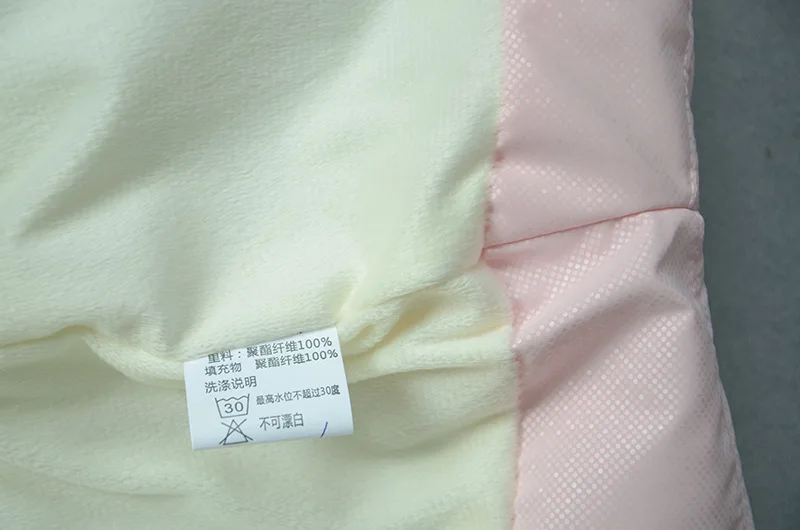 里料：聚酯纤维100%
填充物 聚酯纤维100%
洗涤说明
30 最高水位不超过30度
不可漂白